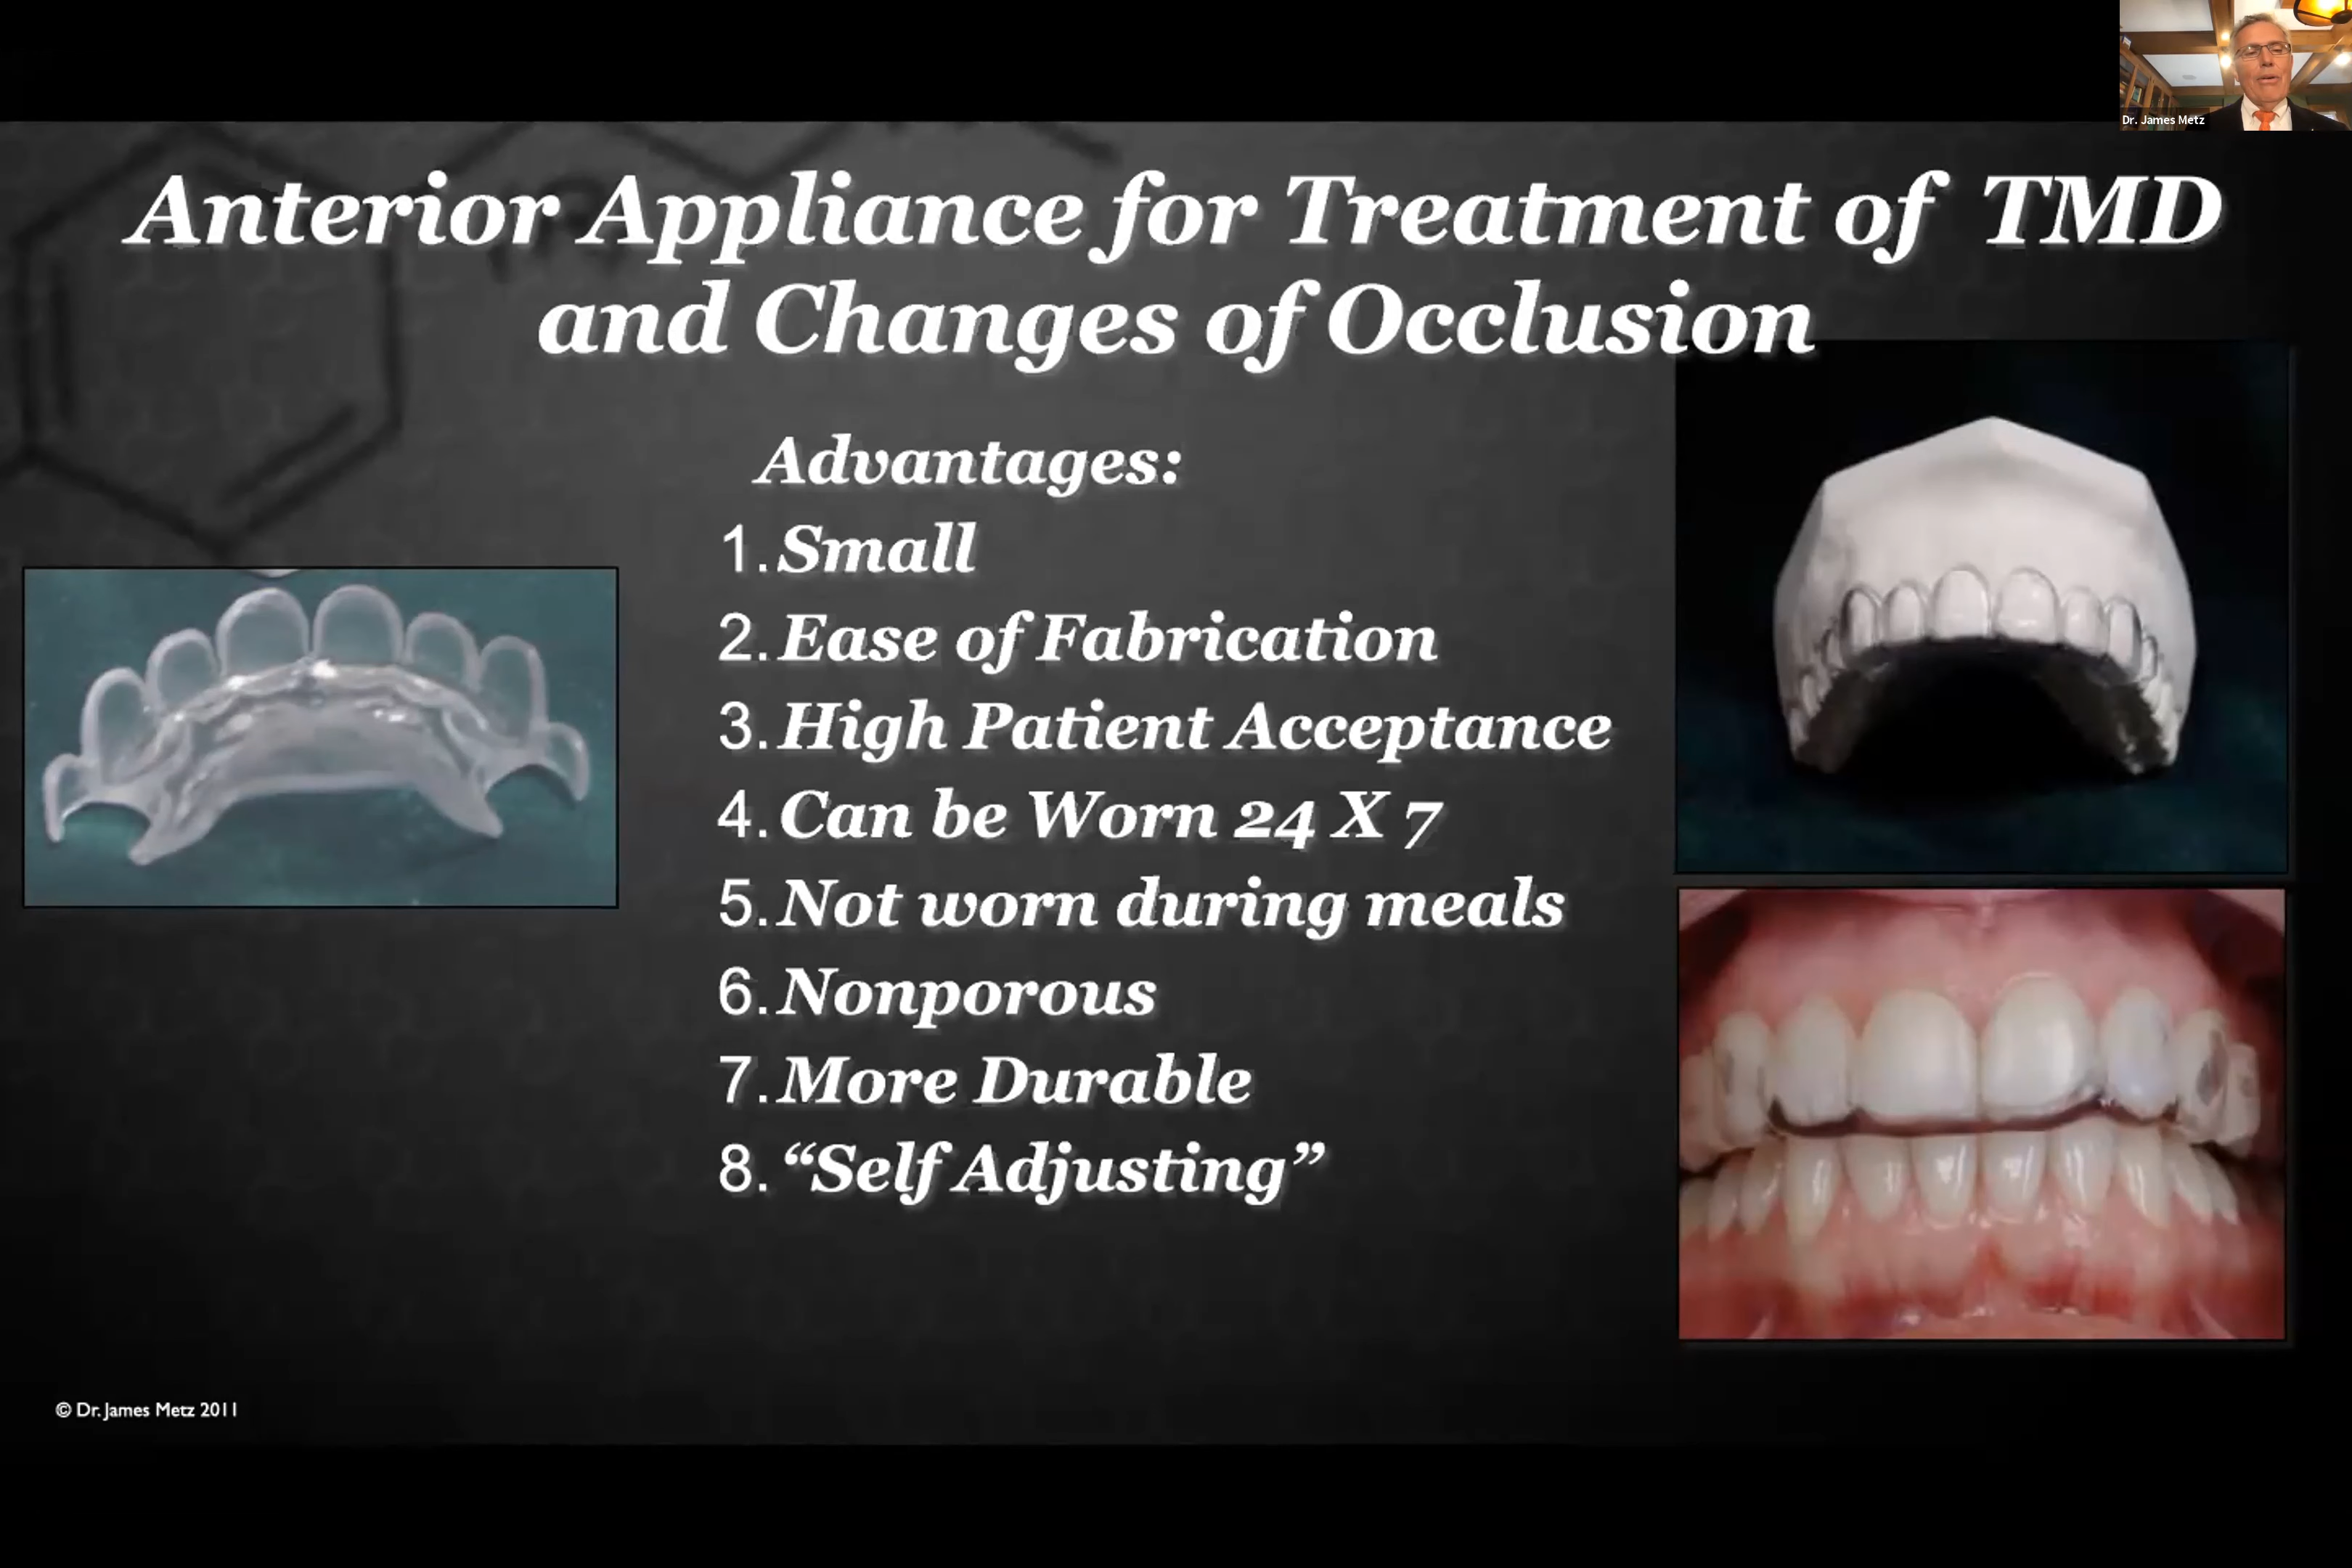 Dr. James Metz
Anterior Appliance for Treatment of TMD
and Changes of Occlusion
Advantages:
1. Small
2. Ease of Fabrication
3. High Patient Acceptance
4. Can be Worn 24 X 7
5. Not worn during meals
6. Nonporous
7. More Durable
8. “Self Adjusting”
© Dr. James Metz 2011